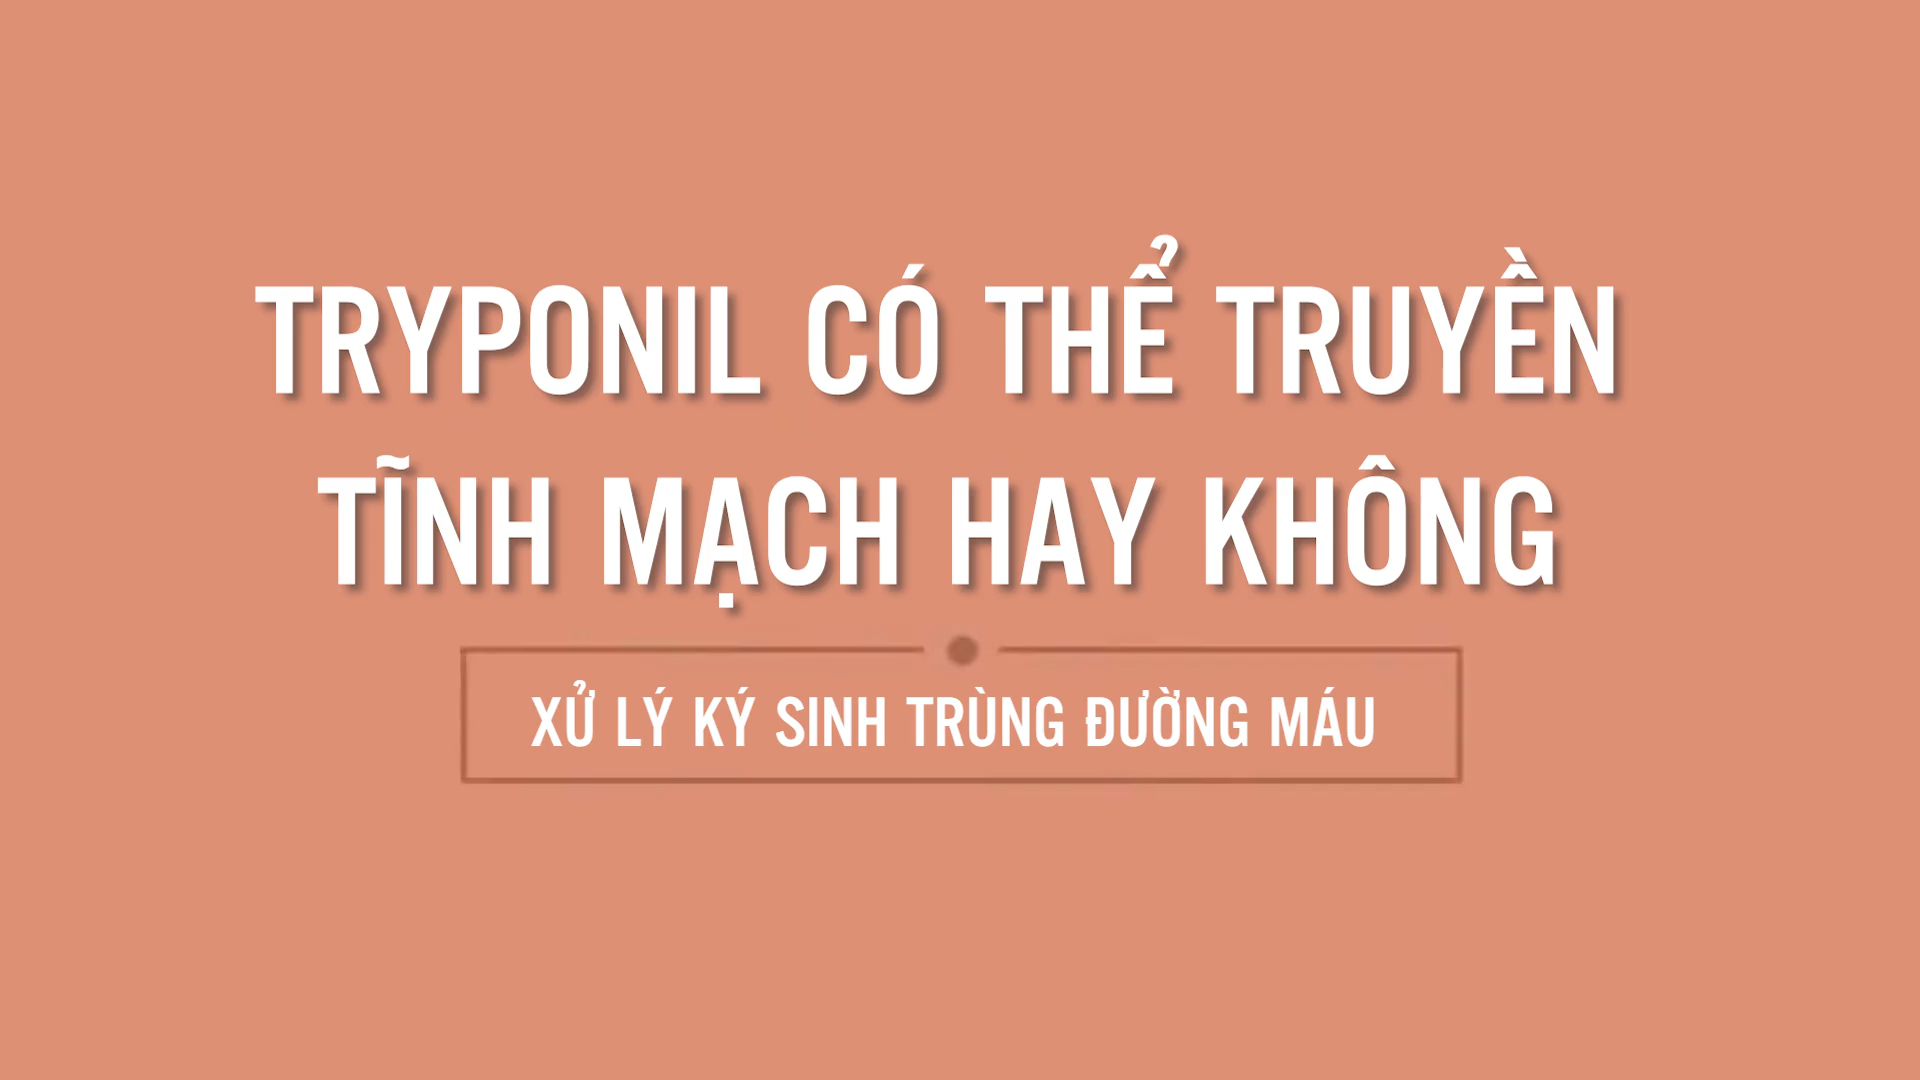 TRYPONIL CÓ THỂ TRUYỀN
TĨNH MẠCH HAY KHÔNG
XỬ LÝ KÝ SINH TRÙNG ĐƯỜNG MÁU